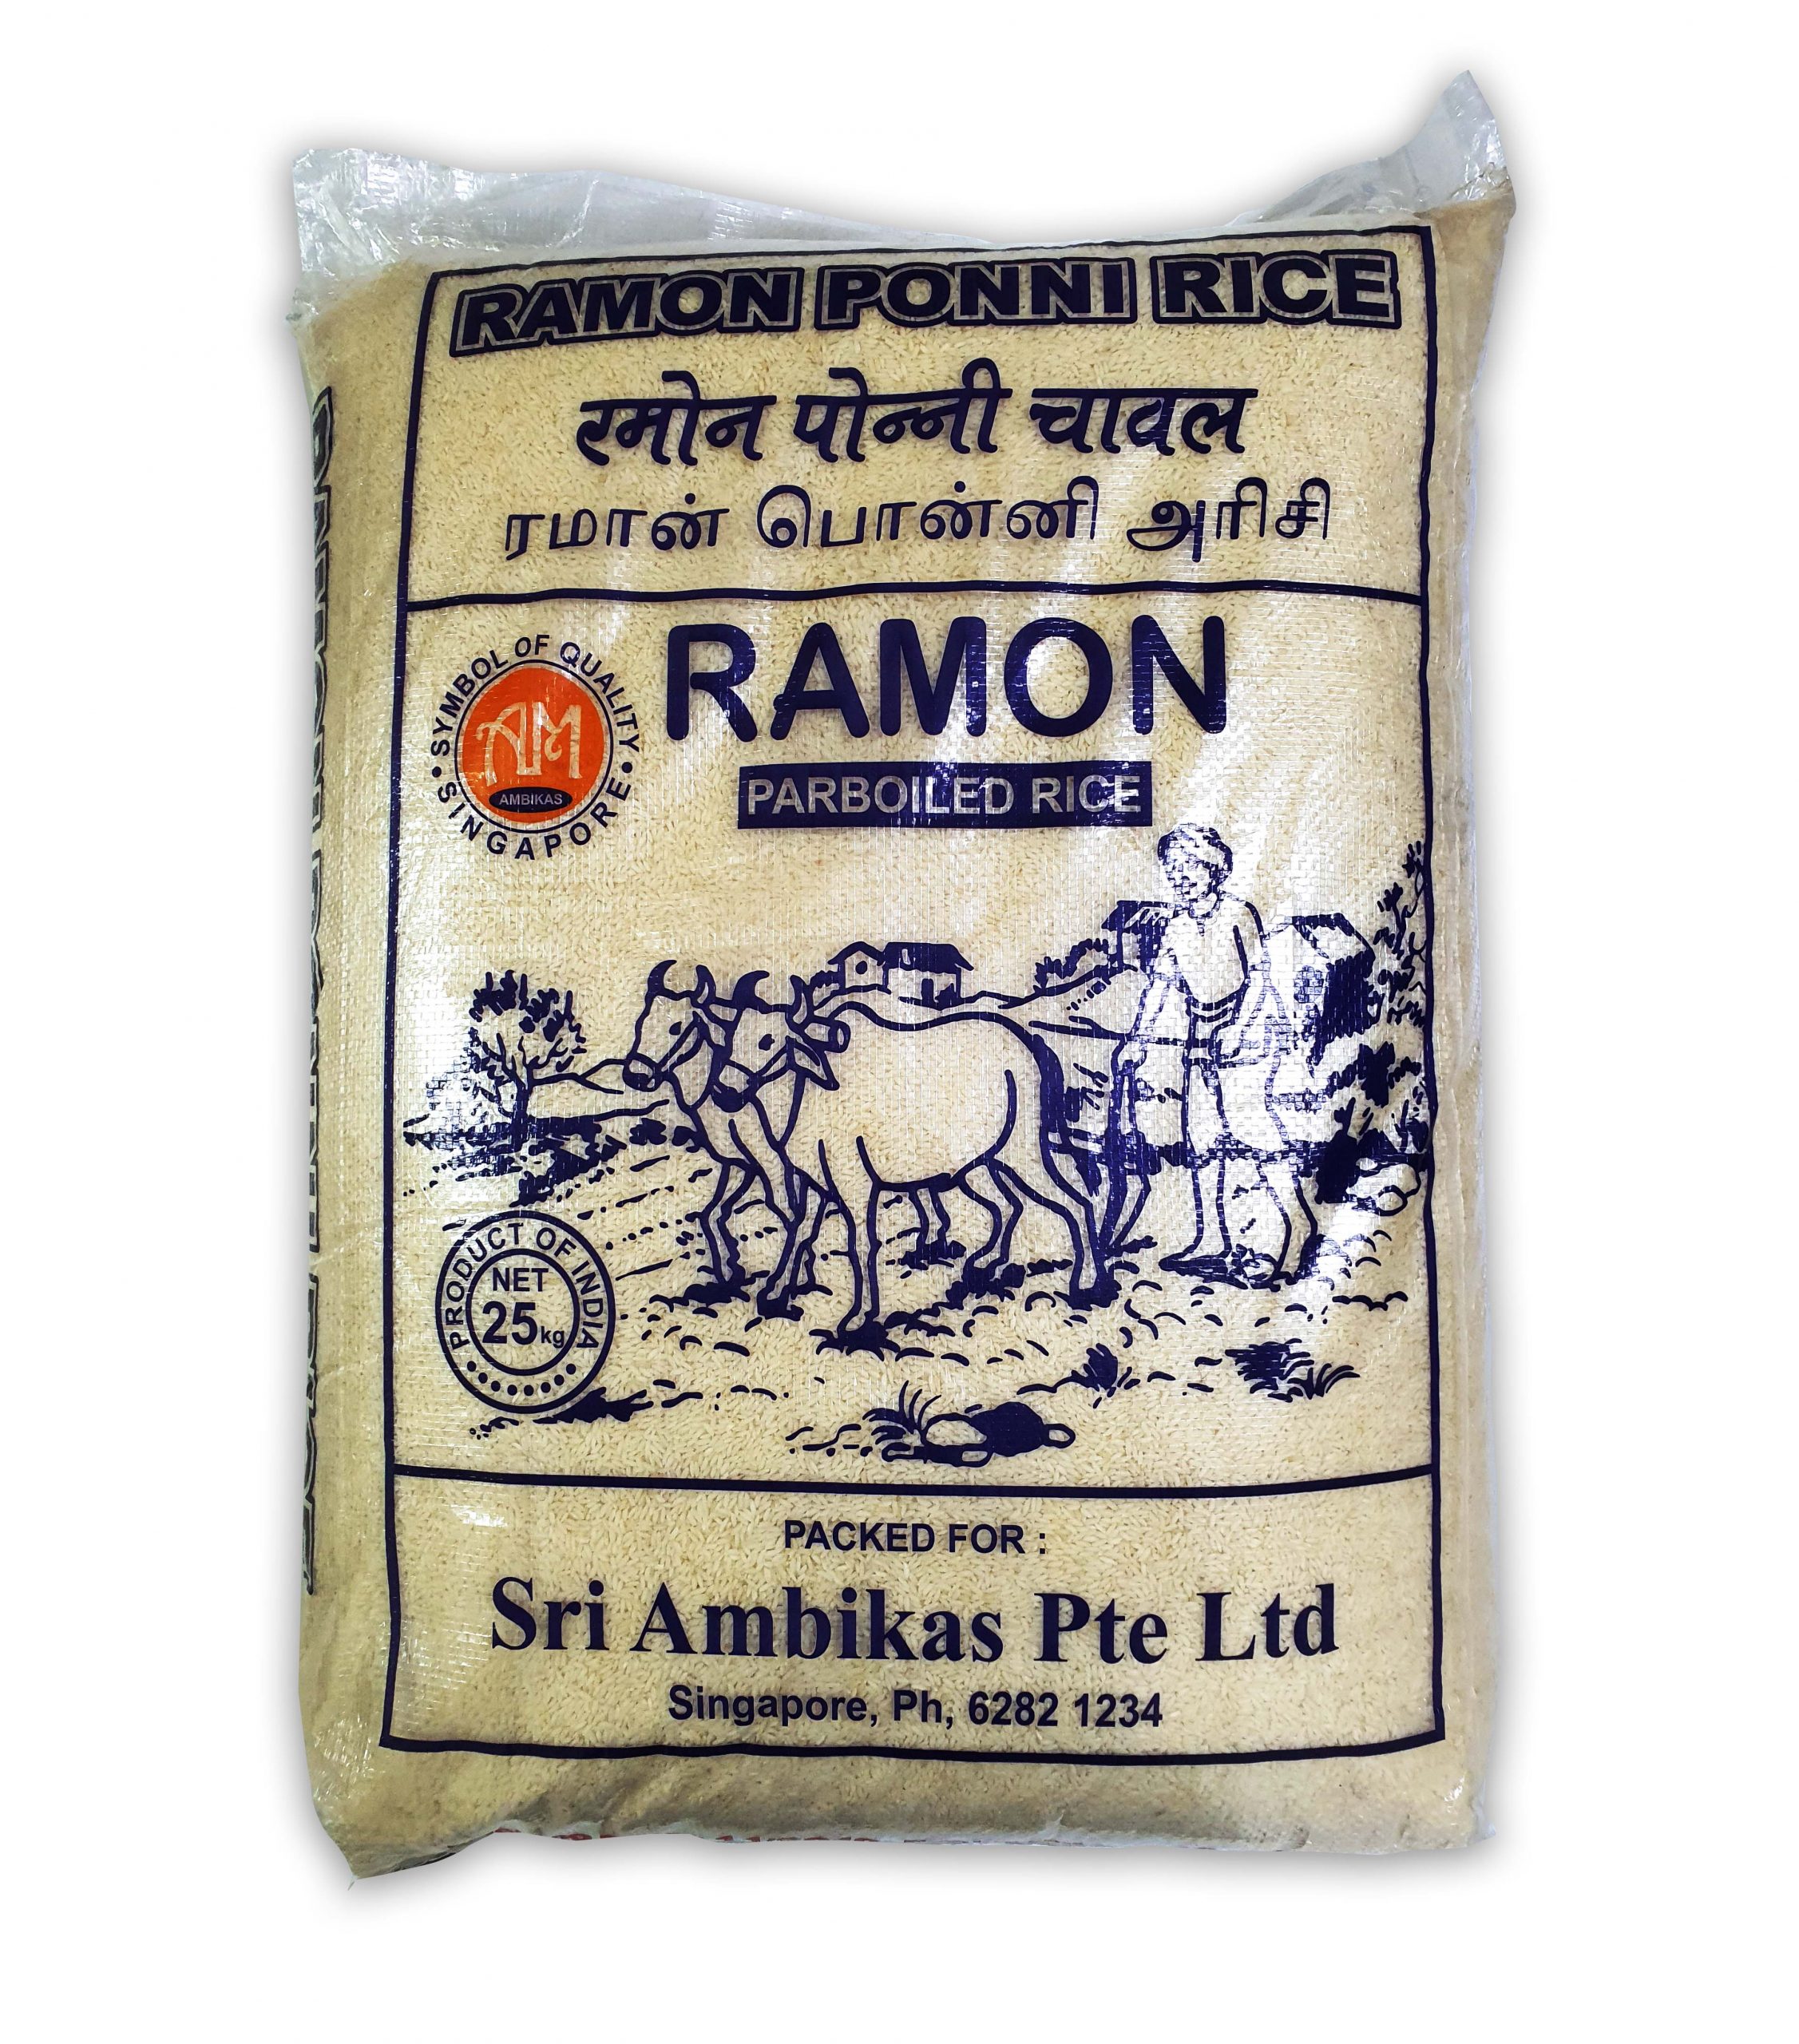 RAMON PONNI RICE
रमोन पोन्नी चावल
ரமான் பொன்னி அரிசி
SYMBOL OF QUALITY
AM
AMBIKAS
SINGAPORE
RAMON
PARBOILED RICE
PRODUCT OF INDIA
NET
25kg
PACKED FOR :
Sri Ambikas Pte Ltd
Singapore, Ph, 6282 1234